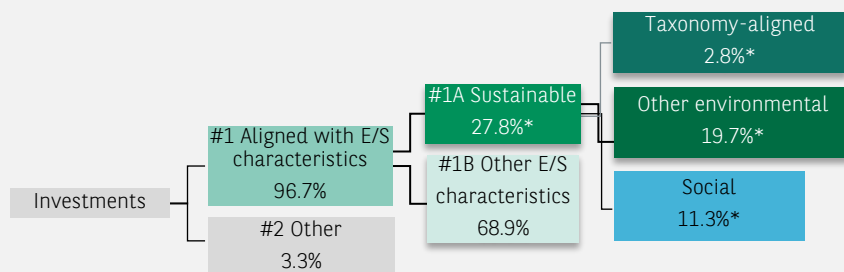 Investments
#1 Aligned with E/S
characteristics
96.7%
#2 Other
3.3%
#1A Sustainable
27.8%*
#1B Other E/S
characteristics
68.9%
Taxonomy-aligned
2.8%*
Other environmental
19.7%*
Social
11.3%*